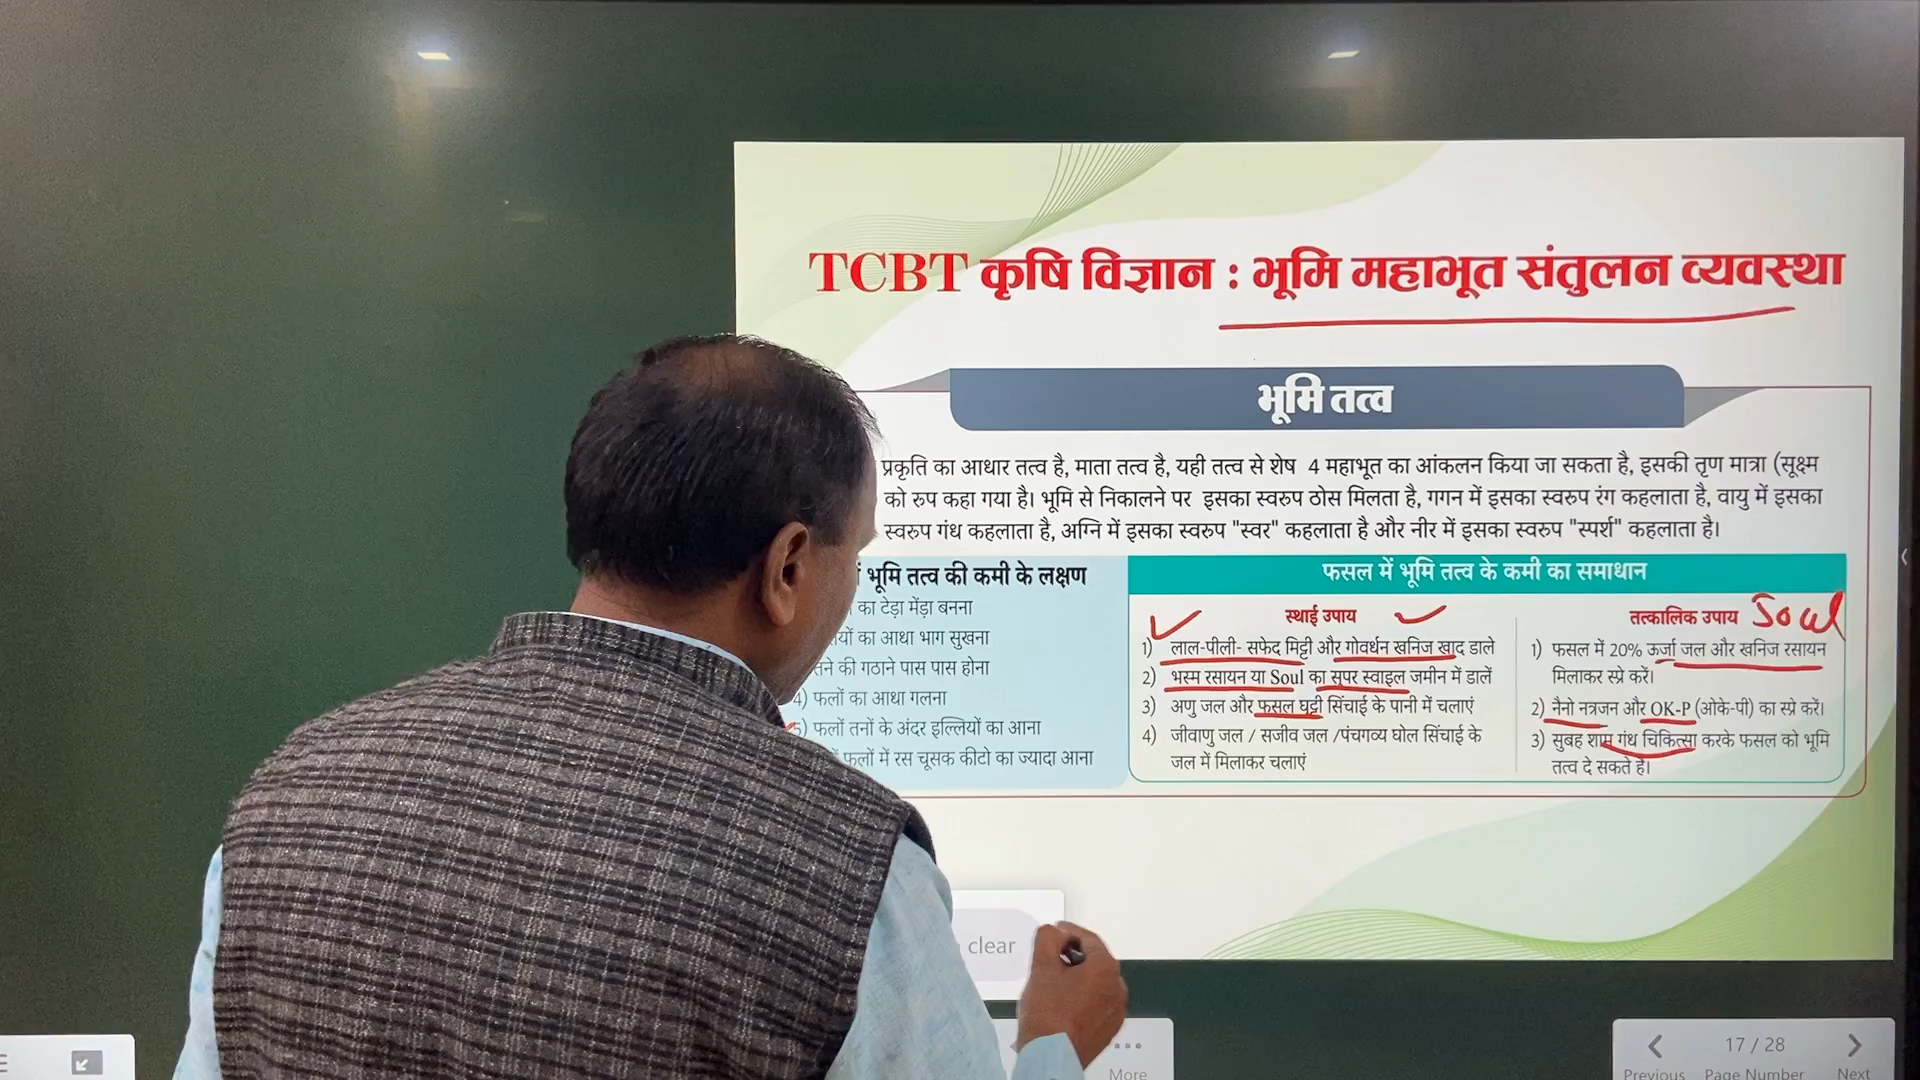 TCBT कृषि विज्ञान : भूमि महाभूत संतुलन व्यवस्था
भूमि तत्व
प्रकृति का आधार तत्व है, माता तत्व है, यही तत्व से शेष 4 महाभूत का आंकलन किया जा सकता है, इसकी तृण मात्रा (सूक्ष्म
को रुप कहा गया है। भूमि से निकालने पर इसका स्वरुप ठोस मिलता है, गगन में इसका स्वरुप रंग कहलाता है, वायु में इसका
स्वरुप गंध कहलाता है, अग्नि में इसका स्वरुप "स्वर" कहलाता है और नीर में इसका स्वरुप "स्पर्श" कहलाता है।
भूमि तत्व की कमी के लक्षण
का टेड़ा मेंड़ा बनना
का आधा भाग सुखना
की गठाने पास पास होना
4) फलों का आधा गलना
5) फलों तनों के अंदर इल्लियों का आना
फलों में रस चूसक कीटो का ज्यादा आना
फसल में भूमि तत्व के कमी का समाधान
स्थाई उपाय
1) लाल-पीली- सफेद मिट्टी और गोवर्धन खनिज खाद डाले
2) भस्म रसायन या Soul का सुपर स्वाइल जमीन में डालें
3) अणु जल और फसल घुट्टी सिंचाई के पानी में चलाएं
4) जीवाणु जल / सजीव जल /पंचगव्य घोल सिंचाई के
जल में मिलाकर चलाएं
तत्कालिक उपाय Soul
1) फसल में 20% ऊर्जा जल और खनिज रसायन
मिलाकर स्प्रे करें।
2) नैनो नत्रजन और OK-P (ओके-पी) का स्प्रे करें।
3) सुबह शाम गंध चिकित्सा करके फसल को भूमि
तत्व दे सकते है।
clear
More
17 / 28
Previous Page Number Next